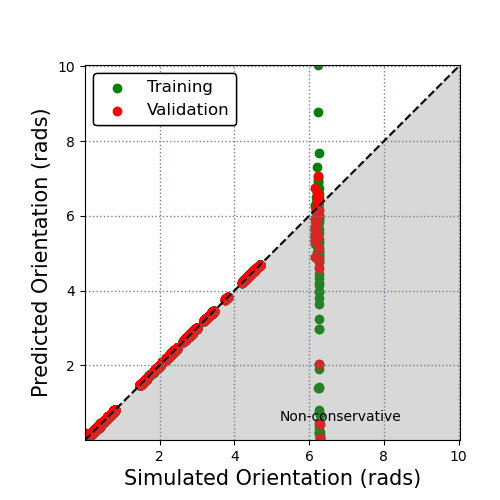 10
Training
Validation
8
6
4
2
Predicted Orientation (rads)
Non-conservative
2
4
6
8
10
Simulated Orientation (rads)